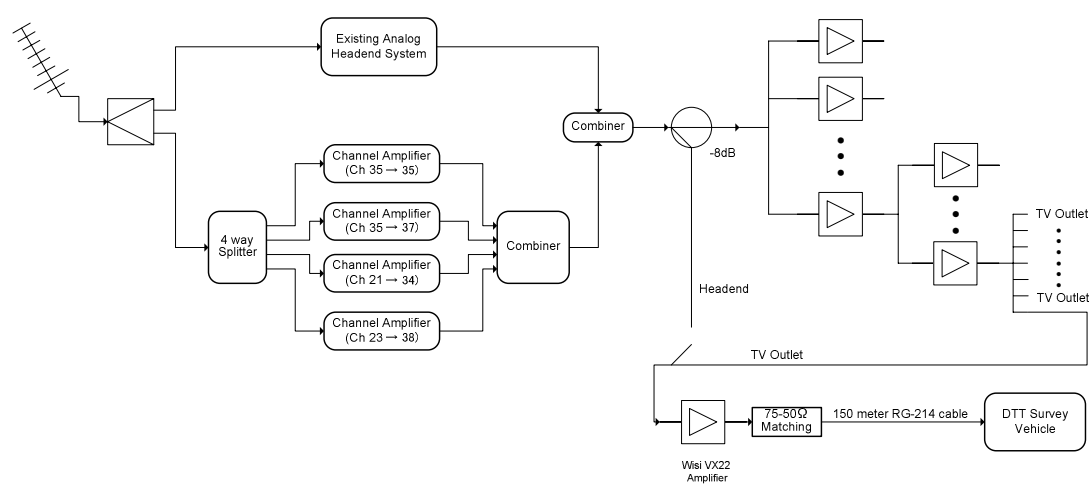 Existing Analog
Headend System
Combiner
-8dB
Channel Amplifier
(Ch 35 → 35)
Channel Amplifier
(Ch 35 → 37)
Channel Amplifier
(Ch 21 → 34)
Channel Amplifier
(Ch 23 → 38)
4 way
Splitter
Combiner
TV Outlet
TV Outlet
Headend
TV Outlet
75-50Ω
Matching
150 meter RG-214 cable
DTT Survey
Vehicle
Wisi VX22
Amplifier